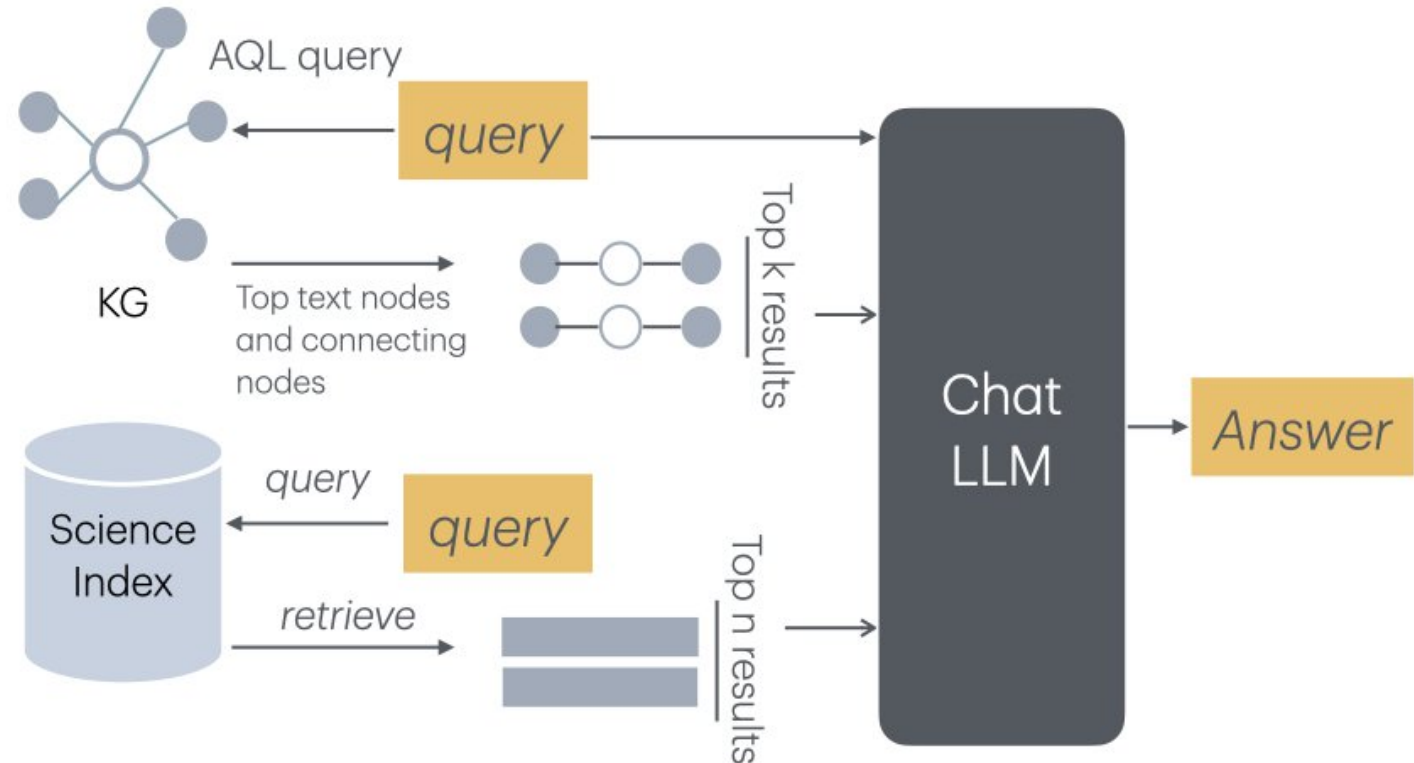 AQL query
query
KG
Top text nodes
and connecting
nodes
Top k results
Science
Index
query
query
retrieve
Top n results
Chat
LLM
Answer